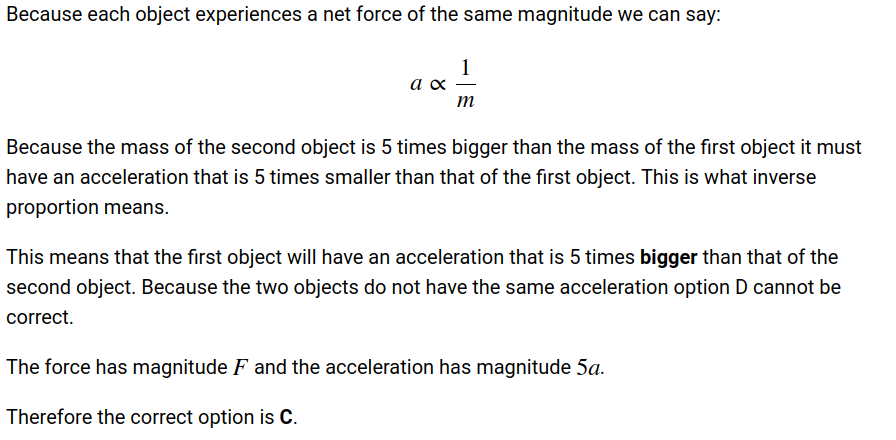 Because each object experiences a net force of the same magnitude we can say:
a ∝ 1/m
Because the mass of the second object is 5 times bigger than the mass of the first object it must
have an acceleration that is 5 times smaller than that of the first object. This is what inverse
proportion means.
This means that the first object will have an acceleration that is 5 times bigger than that of the
second object. Because the two objects do not have the same acceleration option D cannot be
correct.
The force has magnitude F and the acceleration has magnitude 5a.
Therefore the correct option is C.